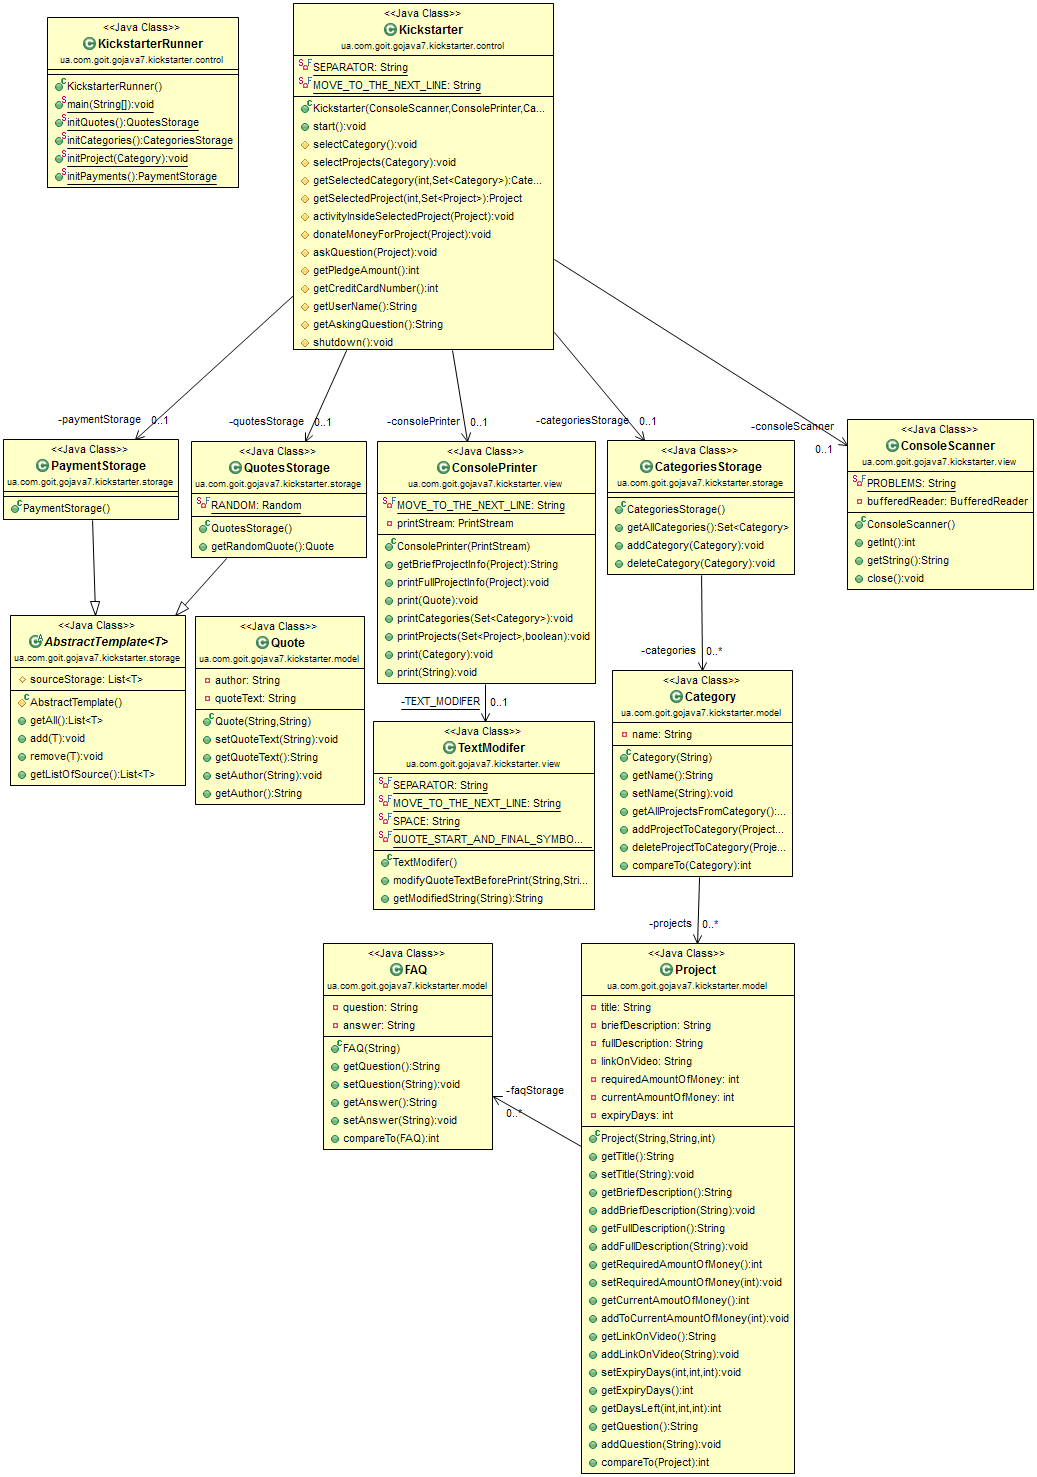 <<Java Class>>
KickstarterRunner
ua.com.goit.gojava7.kickstarter.control
KickstarterRunner()
main(String[]):void
initQuotes():QuotesStorage
initCategories():CategoriesStorage
initProject(Category):void
initPayments():PaymentStorage
<<Java Class>>
Kickstarter
ua.com.goit.gojava7.kickstarter.control
SEPARATOR: String
MOVE_TO_THE_NEXT_LINE: String
Kickstarter(ConsoleScanner,ConsolePrinter,Ca...
start():void
selectCategory():void
selectProjects(Category):void
getSelectedCategory(int,Set<Category>):Cate...
getSelectedProject(int,Set<Project>):Project
activityInsideSelectedProject(Project):void
donateMoneyForProject(Project):void
askQuestion(Project):void
getPledgeAmount():int
getCreditCardNumber():int
getUserName():String
getAskingQuestion():String
shutdown():void
-paymentStorage 0..1
-quotesStorage 0..1
-consolePrinter 0..1
-categoriesStorage 0..1
-consoleScanner
0..1
<<Java Class>>
PaymentStorage
ua.com.goit.gojava7.kickstarter.storage
PaymentStorage()
<<Java Class>>
QuotesStorage
ua.com.goit.gojava7.kickstarter.storage
RANDOM: Random
QuotesStorage()
getRandomQuote():Quote
<<Java Class>>
ConsolePrinter
ua.com.goit.gojava7.kickstarter.view
MOVE_TO_THE_NEXT_LINE: String
printStream: PrintStream
ConsolePrinter(PrintStream)
getBriefProjectInfo(Project):String
printFullProjectInfo(Project):void
print(Quote):void
printCategories(Set<Category>):void
printProjects(Set<Project>,boolean):void
print(Category):void
print(String):void
<<Java Class>>
CategoriesStorage
ua.com.goit.gojava7.kickstarter.storage
CategoriesStorage()
getAllCategories():Set<Category>
addCategory(Category):void
deleteCategory(Category):void
<<Java Class>>
ConsoleScanner
ua.com.goit.gojava7.kickstarter.view
PROBLEMS: String
bufferedReader: BufferedReader
ConsoleScanner()
getInt():int
getString():String
close():void
<<Java Class>>
AbstractTemplate<T>
ua.com.goit.gojava7.kickstarter.storage
sourceStorage: List<T>
AbstractTemplate()
getAll():List<T>
add(T):void
remove(T):void
getListOfSource():List<T>
<<Java Class>>
Quote
ua.com.goit.gojava7.kickstarter.model
author: String
quoteText: String
Quote(String,String)
setQuoteText(String):void
getQuoteText():String
setAuthor(String):void
getAuthor():String
-TEXT_MODIFER 0..1
<<Java Class>>
TextModifer
ua.com.goit.gojava7.kickstarter.view
SEPARATOR: String
MOVE_TO_THE_NEXT_LINE: String
SPACE: String
QUOTE_START_AND_FINAL_SYMBO...
TextModifer()
modifyQuoteTextBeforePrint(String,Stri...
getModifiedString(String):String
-categories 0..*
<<Java Class>>
Category
ua.com.goit.gojava7.kickstarter.model
name: String
Category(String)
getName():String
setName(String):void
getAllProjectsFromCategory():...
addProjectToCategory(Project...
deleteProjectToCategory(Proje...
compareTo(Category):int
-projects 0..*
<<Java Class>>
FAQ
ua.com.goit.gojava7.kickstarter.model
question: String
answer: String
FAQ(String)
getQuestion():String
setQuestion(String):void
getAnswer():String
setAnswer(String):void
compareTo(FAQ):int
-faqStorage
0..*
<<Java Class>>
Project
ua.com.goit.gojava7.kickstarter.model
title: String
briefDescription: String
fullDescription: String
linkOnVideo: String
requiredAmountOfMoney: int
currentAmountOfMoney: int
expiryDays: int
Project(String,String,int)
getTitle():String
setTitle(String):void
getBriefDescription():String
addBriefDescription(String):void
getFullDescription():String
addFullDescription(String):void
getRequiredAmountOfMoney():int
setRequiredAmountOfMoney(int):void
getCurrentAmoutOfMoney():int
addToCurrentAmountOfMoney(int):void
getLinkOnVideo():String
addLinkOnVideo(String):void
setExpiryDays(int,int,int):void
getExpiryDays():int
getDaysLeft(int,int,int):int
getQuestion():String
addQuestion(String):void
compareTo(Project):int